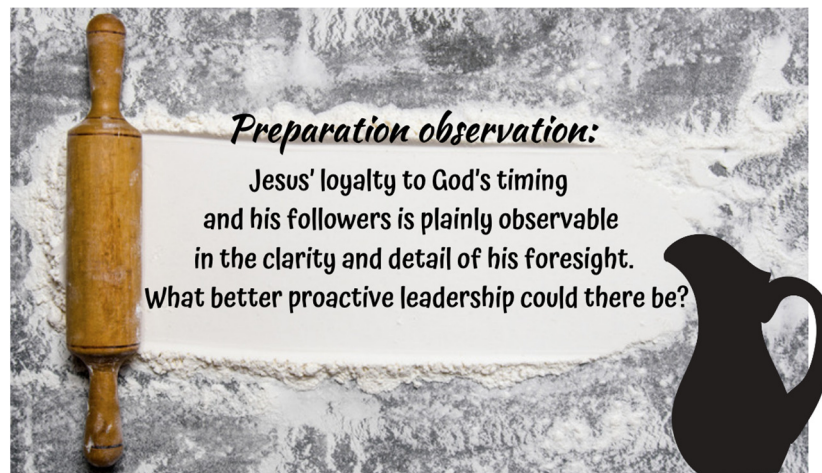 Preparation observation:
Jesus' loyalty to God's timing
and his followers is plainly observable
in the clarity and detail of his foresight.
What better proactive leadership could there be?